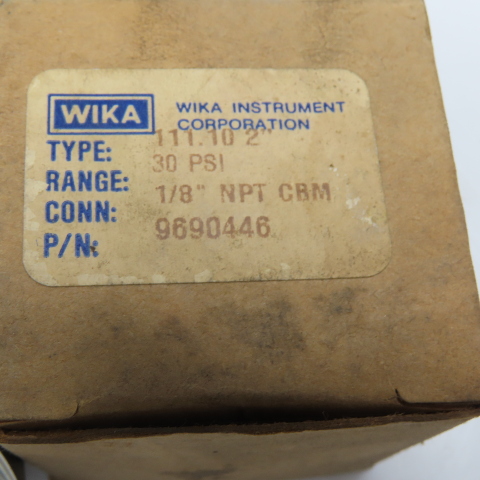 WIKA WIKA INSTRUMENT
CORPORATION
TYPE: 111.10 2"
RANGE: 30 PSI
CONN: 1/8" NPT CBM
P/N: 9690446